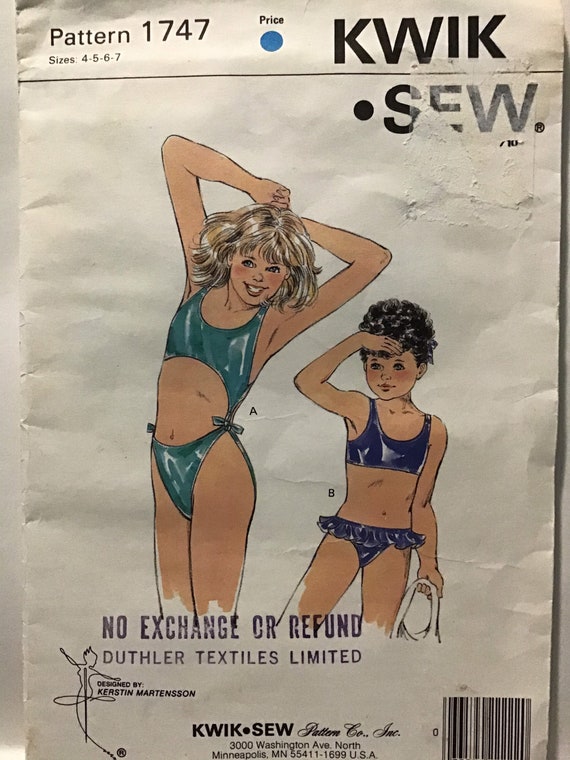 Pattern 1747
Sizes: 4-5-6-7
Price
KWIK
•SEW®
A
B
NO EXCHANGE OR REFUND
DUTHLER TEXTILES LIMITED
DESIGNED BY:
KERSTIN MARTENSSON
®
KWIK•SEW Pattern Co., Inc.
3000 Washington Ave. North
Minneapolis, MN 55411-1699 U.S.A.
0